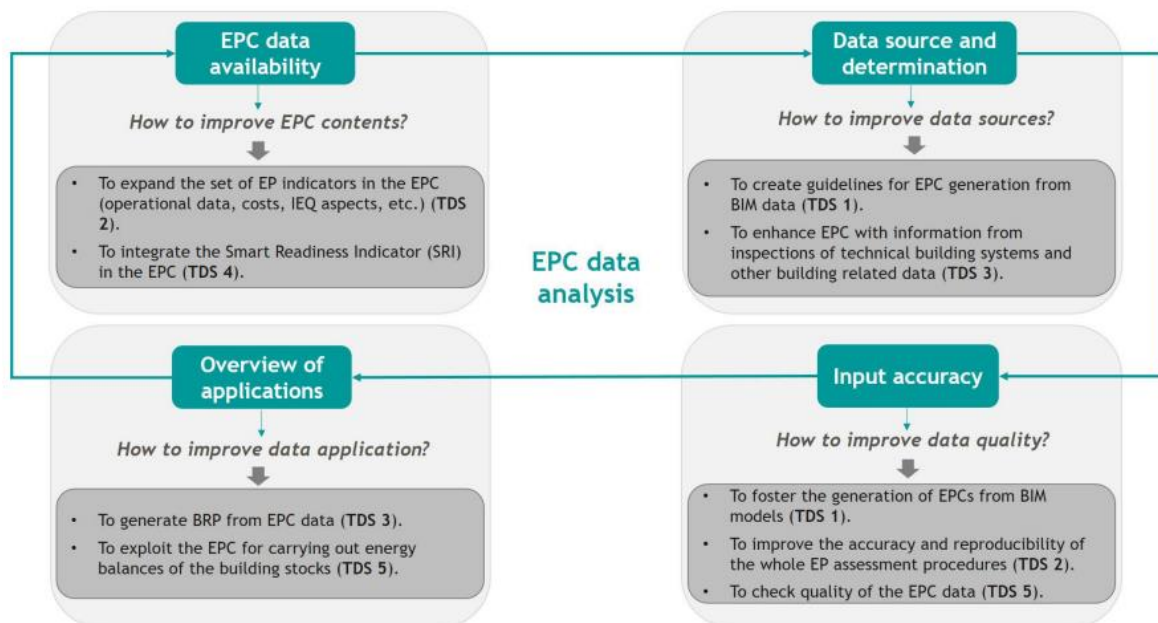 EPC data
availability
How to improve EPC contents?
• To expand the set of EP indicators in the EPC
(operational data, costs, IEQ aspects, etc.) (TDS
2).
• To integrate the Smart Readiness Indicator (SRI)
in the EPC (TDS 4).
Data source and
determination
How to improve data sources?
• To create guidelines for EPC generation from
BIM data (TDS 1).
• To enhance EPC with information from
inspections of technical building systems and
other building related data (TDS 3).
EPC data
analysis
Overview of
applications
How to improve data application?
• To generate BRP from EPC data (TDS 3).
• To exploit the EPC for carrying out energy
balances of the building stocks (TDS 5).
Input accuracy
How to improve data quality?
• To foster the generation of EPCs from BIM
models (TDS 1).
• To improve the accuracy and reproducibility of
the whole EP assessment procedures (TDS 2).
• To check quality of the EPC data (TDS 5).